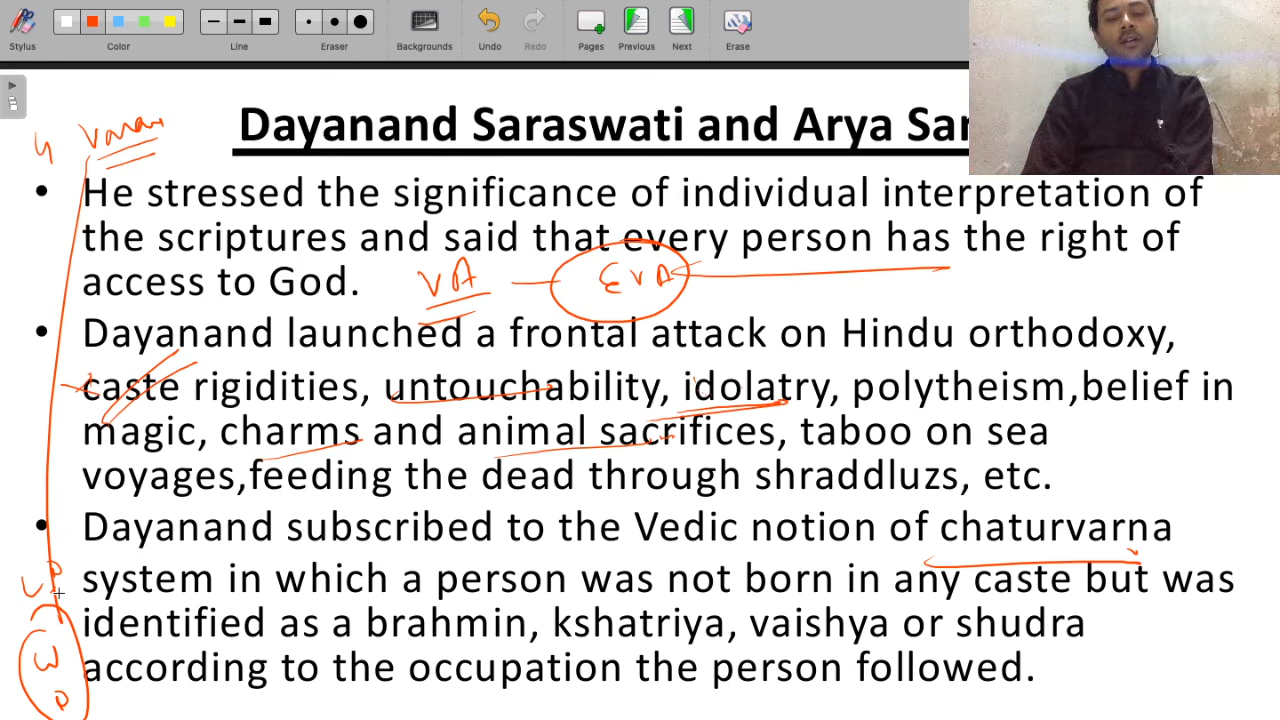 Stylus Color Line Eraser Backgrounds Undo Redo Pages Previous Next Erase
Dayanand Saraswati and Arya Sa
4 Varna
• He stressed the significance of individual interpretation of
the scriptures and said that every person has the right of
access to God.
VA — EVA
• Dayanand launched a frontal attack on Hindu orthodoxy,
caste rigidities, untouchability, idolatry, polytheism,belief in
magic, charms and animal sacrifices, taboo on sea
voyages,feeding the dead through shraddluzs, etc.
• Dayanand subscribed to the Vedic notion of chaturvarna
system in which a person was not born in any caste but was
identified as a brahmin, kshatriya, vaishya or shudra
according to the occupation the person followed.